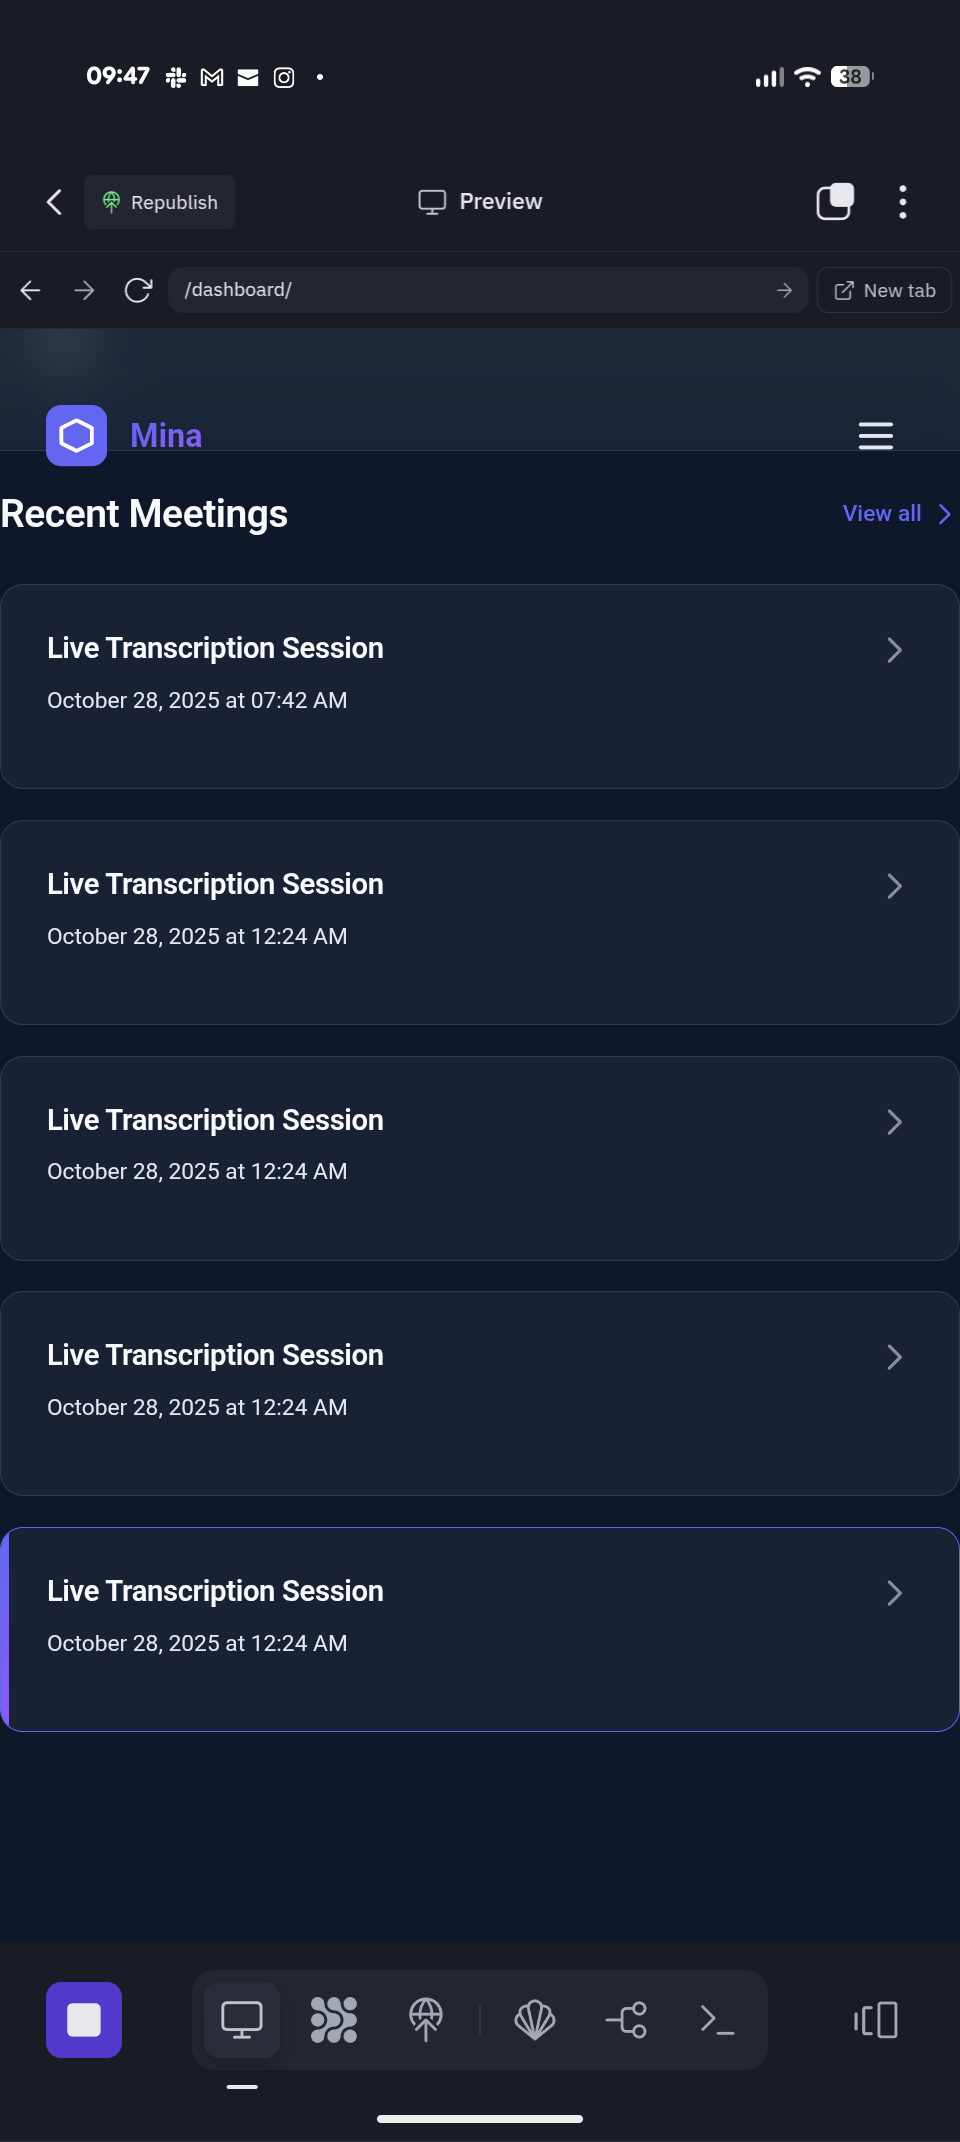 09:47
38
Republish
Preview
/dashboard/
New tab
Mina
Recent Meetings
View all
Live Transcription Session
October 28, 2025 at 07:42 AM
Live Transcription Session
October 28, 2025 at 12:24 AM
Live Transcription Session
October 28, 2025 at 12:24 AM
Live Transcription Session
October 28, 2025 at 12:24 AM
Live Transcription Session
October 28, 2025 at 12:24 AM